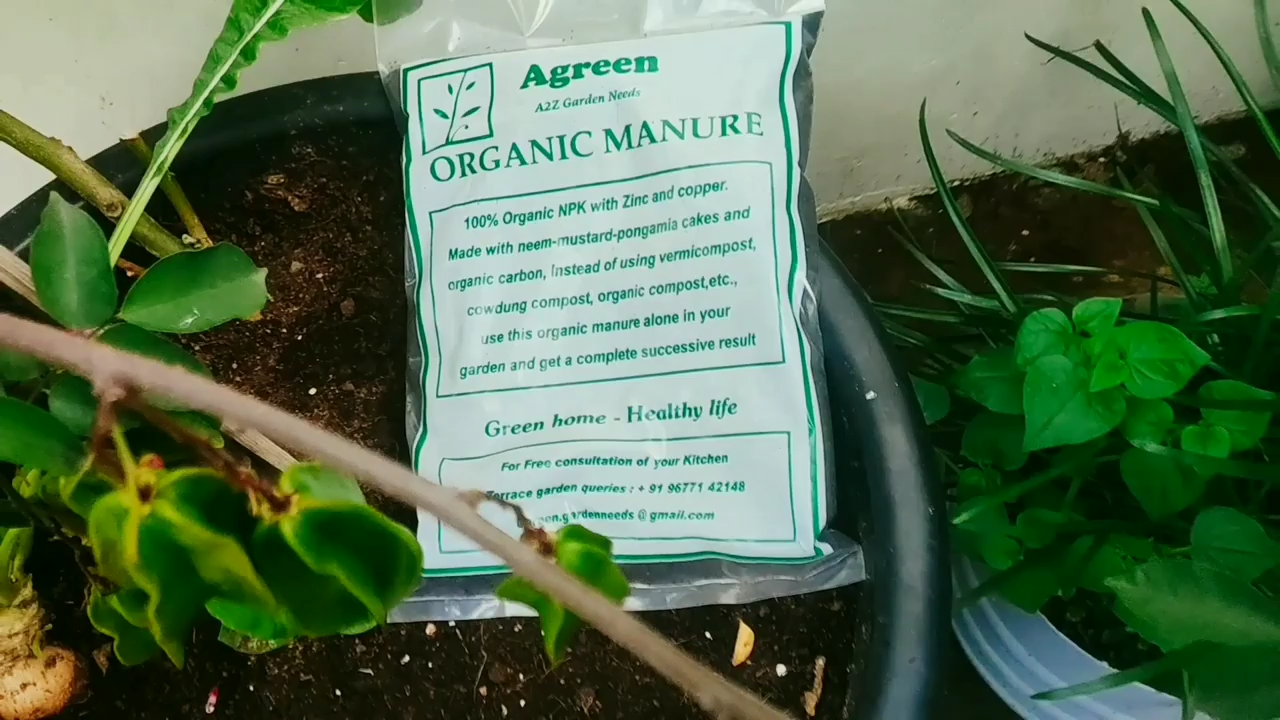 Agreen
A2Z Garden Needs
ORGANIC MANURE
100% Organic NPK with Zinc and copper.
Made with neem-mustard-pongamia cakes and
organic carbon, Instead of using vermicompost,
cowdung compost, organic compost,etc.,
use this organic manure alone in your
garden and get a complete successive result
Green home - Healthy life
For Free consultation of your Kitchen
Terrace garden queries : + 91 96771 42148
@ gmail.com